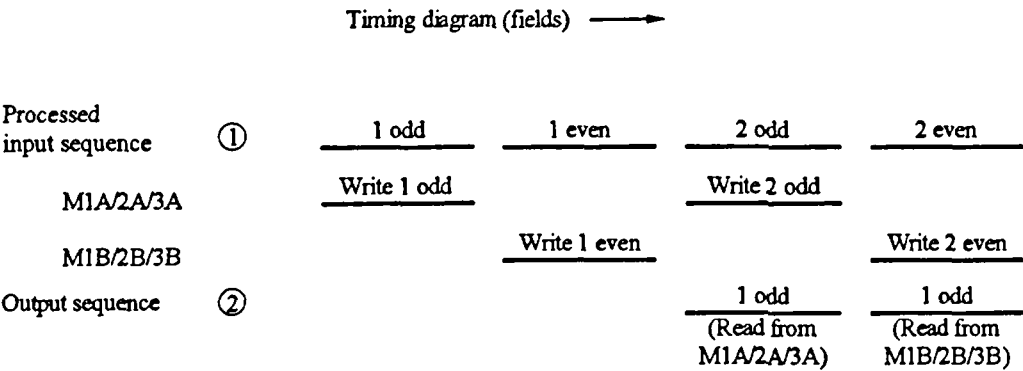 Timing diagram (fields)
Processed
input sequence ① 1 odd 1 even 2 odd 2 even
M1A/2A/3A Write 1 odd Write 2 odd
M1B/2B/3B Write 1 even Write 2 even
Output sequence ② 1 odd 1 odd
(Read from (Read from
M1A/2A/3A) M1B/2B/3B)